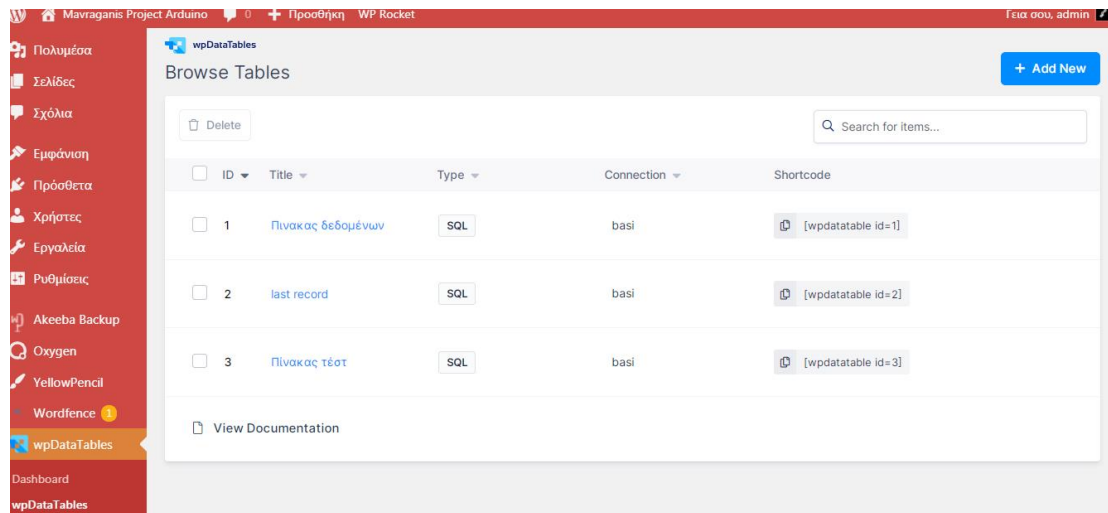 Mavraganis Project Arduino 0 + Προσθήκη WP Rocket Γεια σου, admin
Πολυμέσα
Σελίδες
Σχόλια
Εμφάνιση
Πρόσθετα
Χρήστες
Εργαλεία
Ρυθμίσεις
Akeeba Backup
Oxygen
YellowPencil
Wordfence 1
wpDataTables
Dashboard
wpDataTables
wpDataTables
Browse Tables
+ Add New
Delete
Search for items...
ID Title Type Connection Shortcode
1 Πινακας δεδομένων SQL basi [wpdatatable id=1]
2 last record SQL basi [wpdatatable id=2]
3 Πίνακας τέστ SQL basi [wpdatatable id=3]
View Documentation